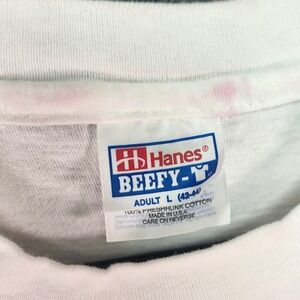 Hanes®
BEEFY-
ADULT L (42-44)
100% PRESHRUNK COTTON
MADE IN U.S.A.
CARE ON REVERSE